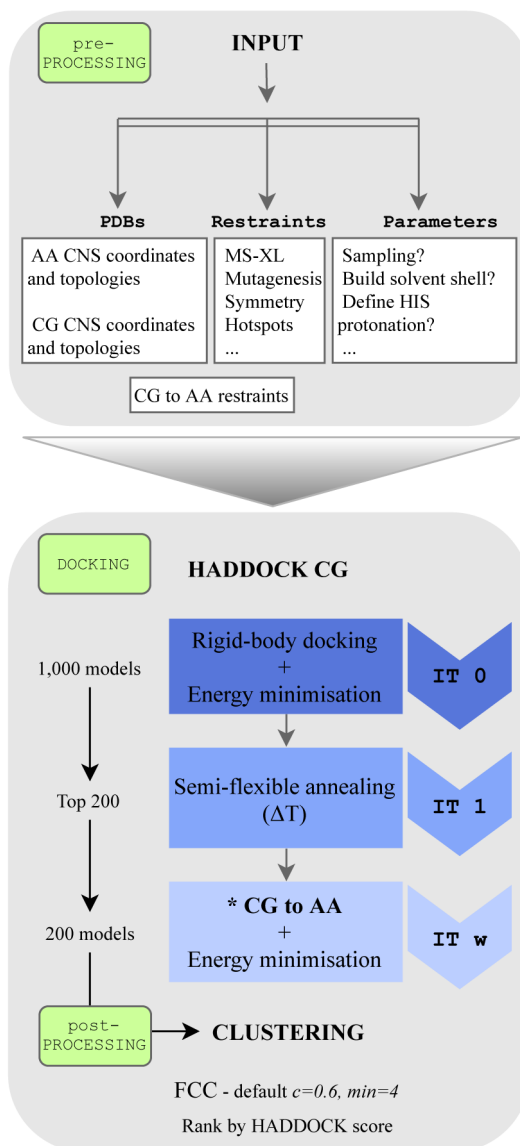 pre-
PROCESSING
INPUT
PDBs
Restraints
Parameters
AA CNS coordinates
and topologies
CG CNS coordinates
and topologies
MS-XL
Mutagenesis
Symmetry
Hotspots
...
Sampling?
Build solvent shell?
Define HIS
protonation?
...
CG to AA restraints
DOCKING
HADDOCK CG
1,000 models
Rigid-body docking
+
Energy minimisation
IT 0
Top 200
Semi-flexible annealing
(ΔT)
IT 1
200 models
* CG to AA
+
Energy minimisation
IT w
post-
PROCESSING
CLUSTERING
FCC - default c=0.6, min=4
Rank by HADDOCK score